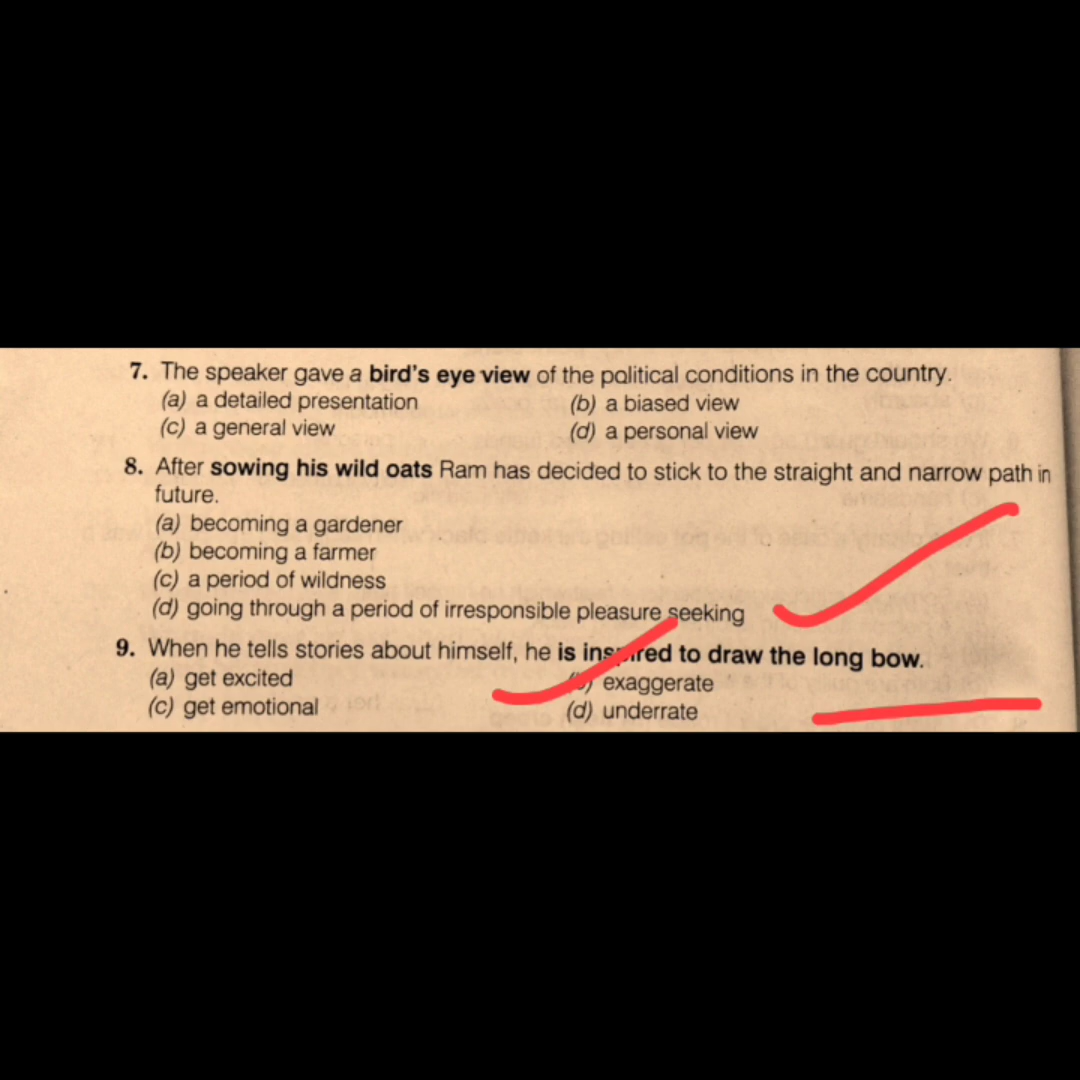 7. The speaker gave a bird's eye view of the political conditions in the country.
(a) a detailed presentation (b) a biased view
(c) a general view (d) a personal view
8. After sowing his wild oats Ram has decided to stick to the straight and narrow path in
future.
(a) becoming a gardener
(b) becoming a farmer
(c) a period of wildness
(d) going through a period of irresponsible pleasure seeking
9. When he tells stories about himself, he is inspired to draw the long bow.
(a) get excited (b) exaggerate
(c) get emotional (d) underrate